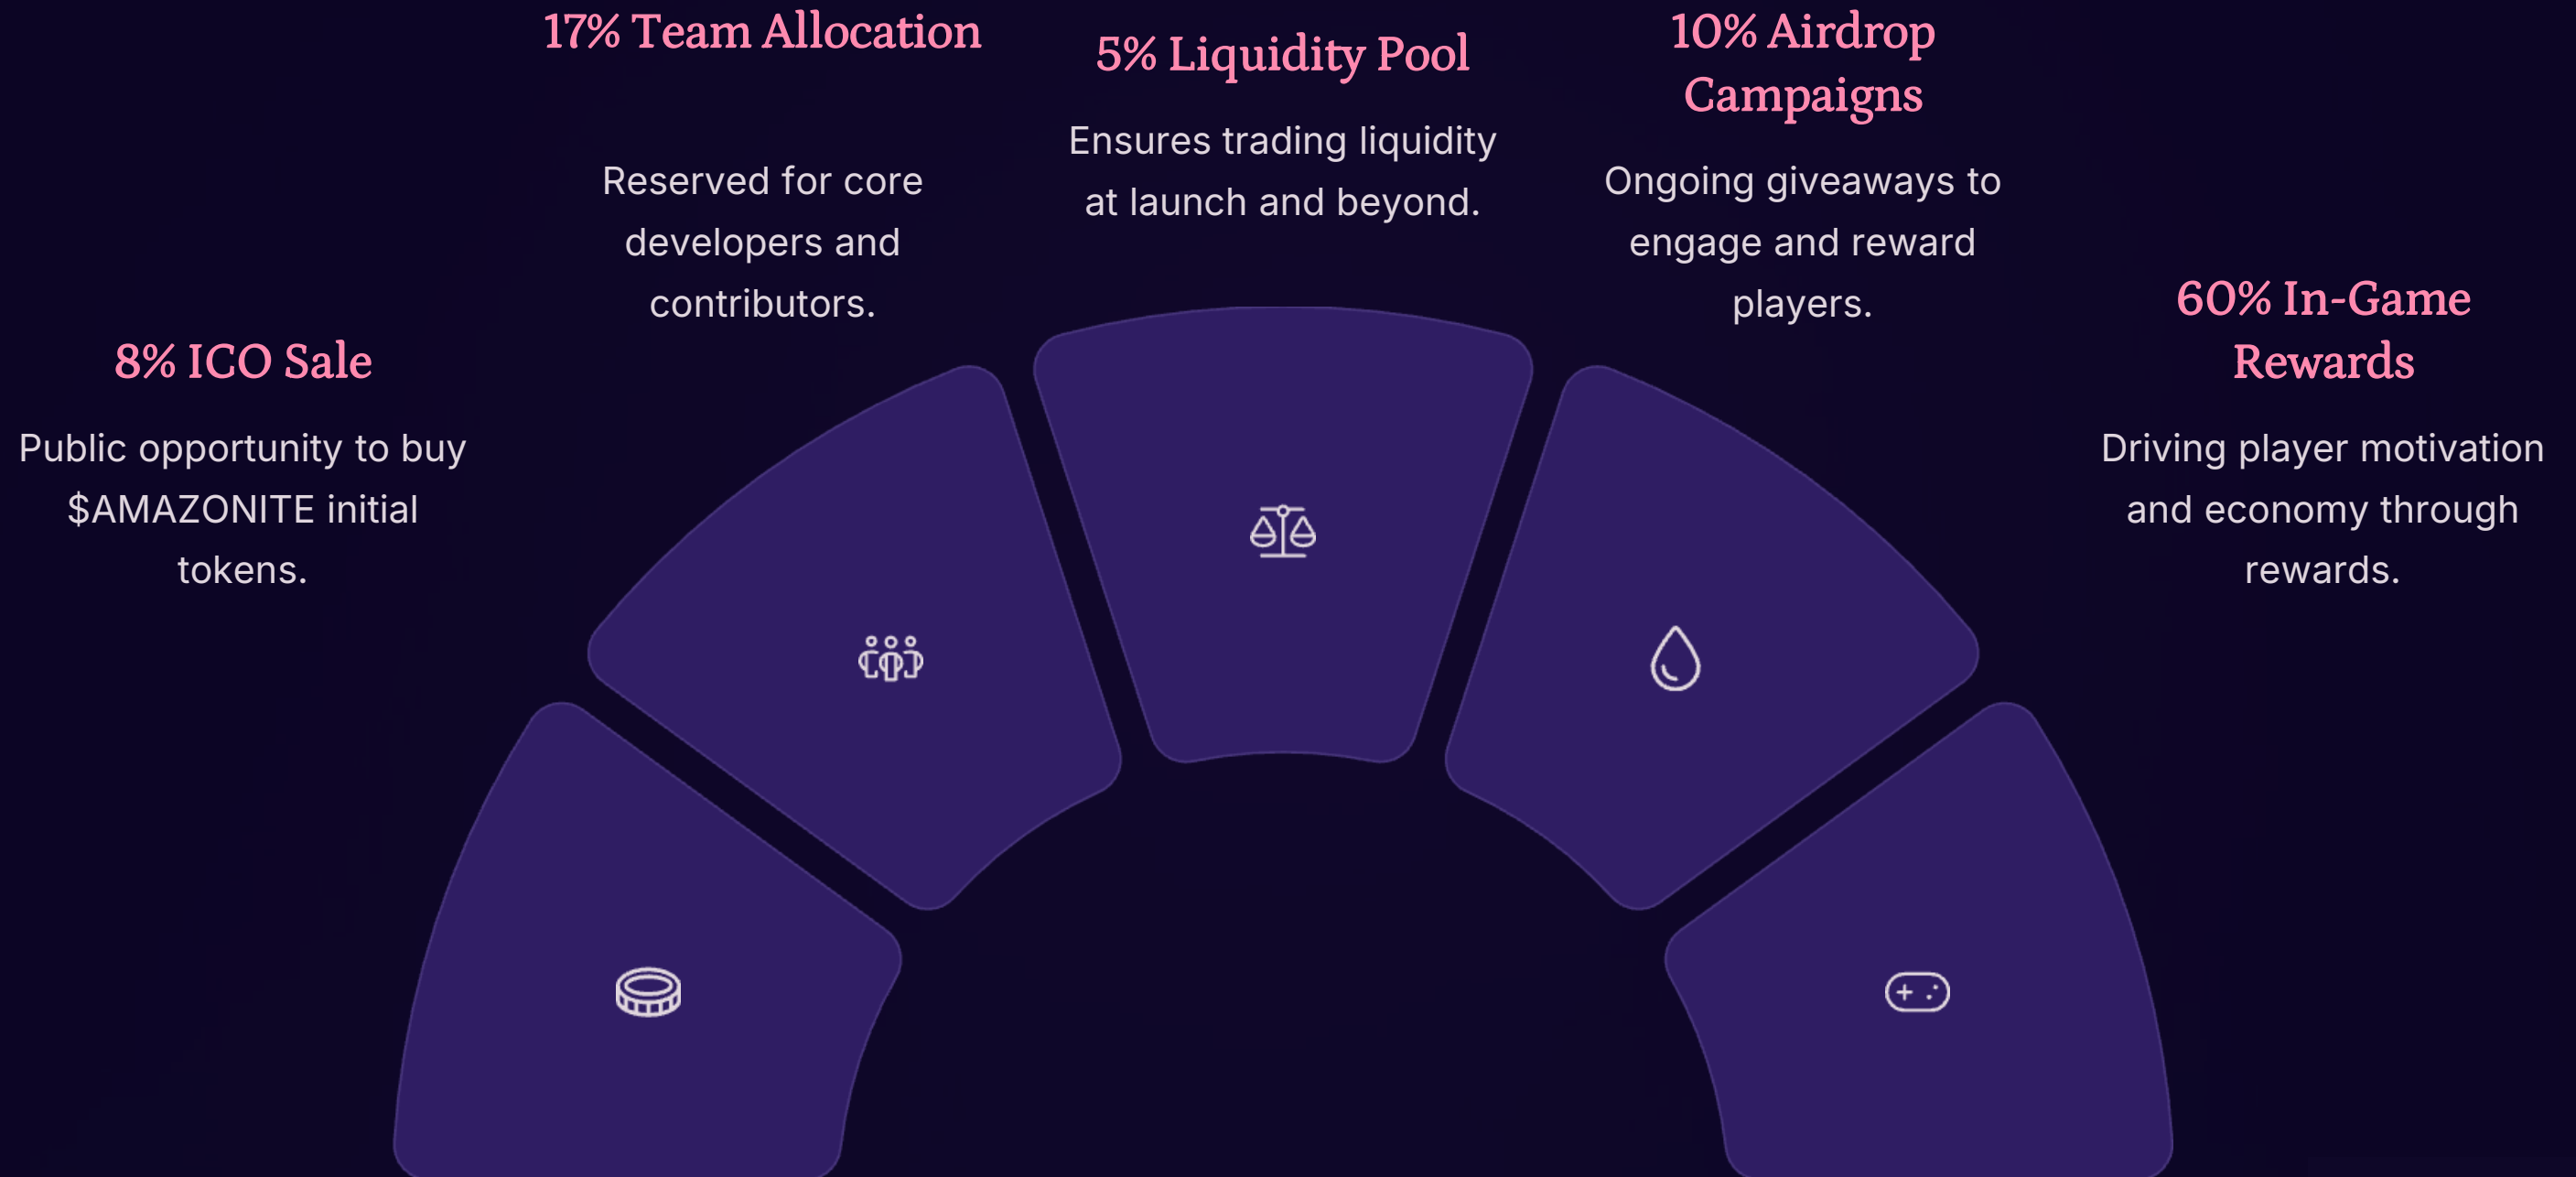 8% ICO Sale
Public opportunity to buy
$AMAZONITE initial
tokens.
17% Team Allocation
Reserved for core
developers and
contributors.
5% Liquidity Pool
Ensures trading liquidity
at launch and beyond.
10% Airdrop
Campaigns
Ongoing giveaways to
engage and reward
players.
60% In-Game
Rewards
Driving player motivation
and economy through
rewards.